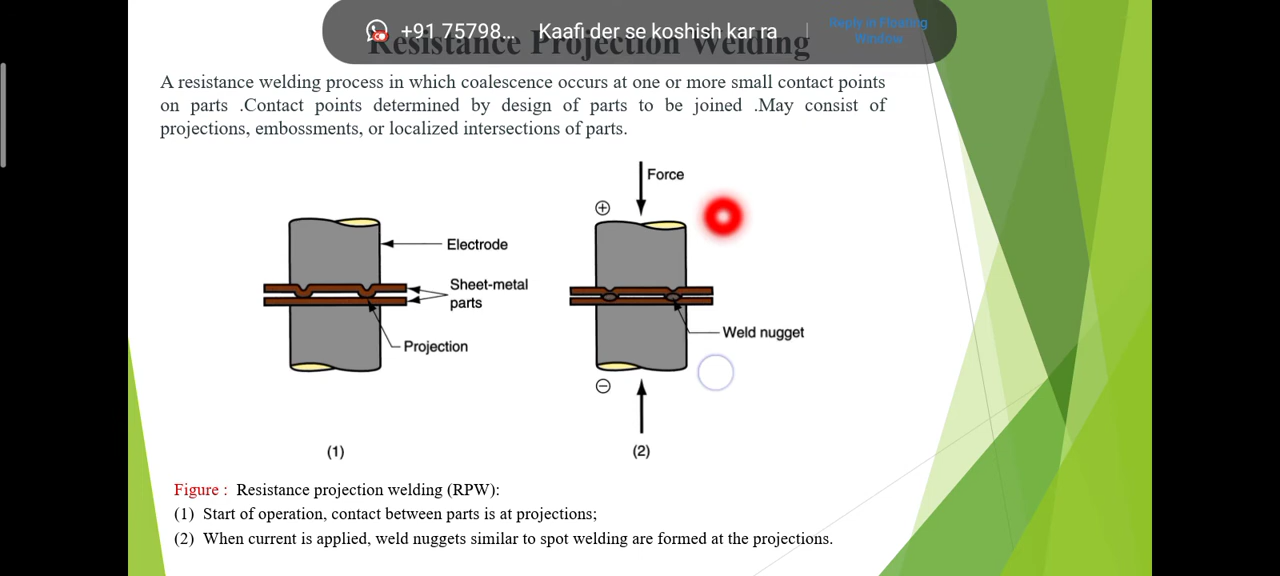 +91 75798... Kaafi der se koshish kar ra Reply in Floating
Window
Resistance Projection Welding
A resistance welding process in which coalescence occurs at one or more small contact points
on parts .Contact points determined by design of parts to be joined .May consist of
projections, embossments, or localized intersections of parts.
Force
+
Electrode
Sheet-metal
parts
Projection
Weld nugget
−
(1)
(2)
Figure : Resistance projection welding (RPW):
(1) Start of operation, contact between parts is at projections;
(2) When current is applied, weld nuggets similar to spot welding are formed at the projections.